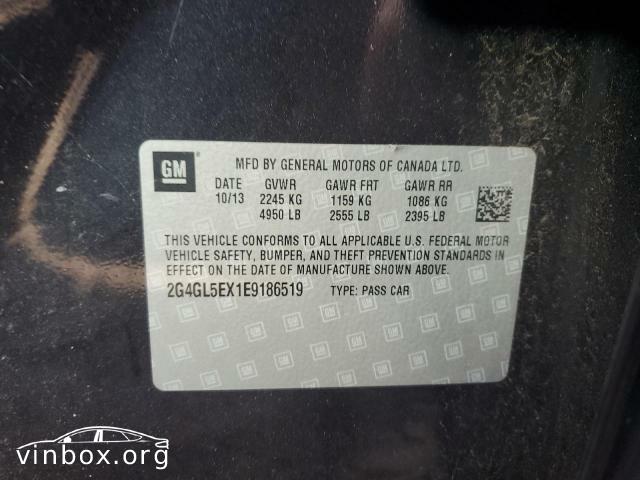 GM
MFD BY GENERAL MOTORS OF CANADA LTD.
DATE GVWR GAWR FRT GAWR RR
10/13 2245 KG 1159 KG 1086 KG
4950 LB 2555 LB 2395 LB
THIS VEHICLE CONFORMS TO ALL APPLICABLE U.S. FEDERAL MOTOR
VEHICLE SAFETY, BUMPER, AND THEFT PREVENTION STANDARDS IN
EFFECT ON THE DATE OF MANUFACTURE SHOWN ABOVE.
2G4GL5EX1E9186519 TYPE: PASS CAR
vinbox.org